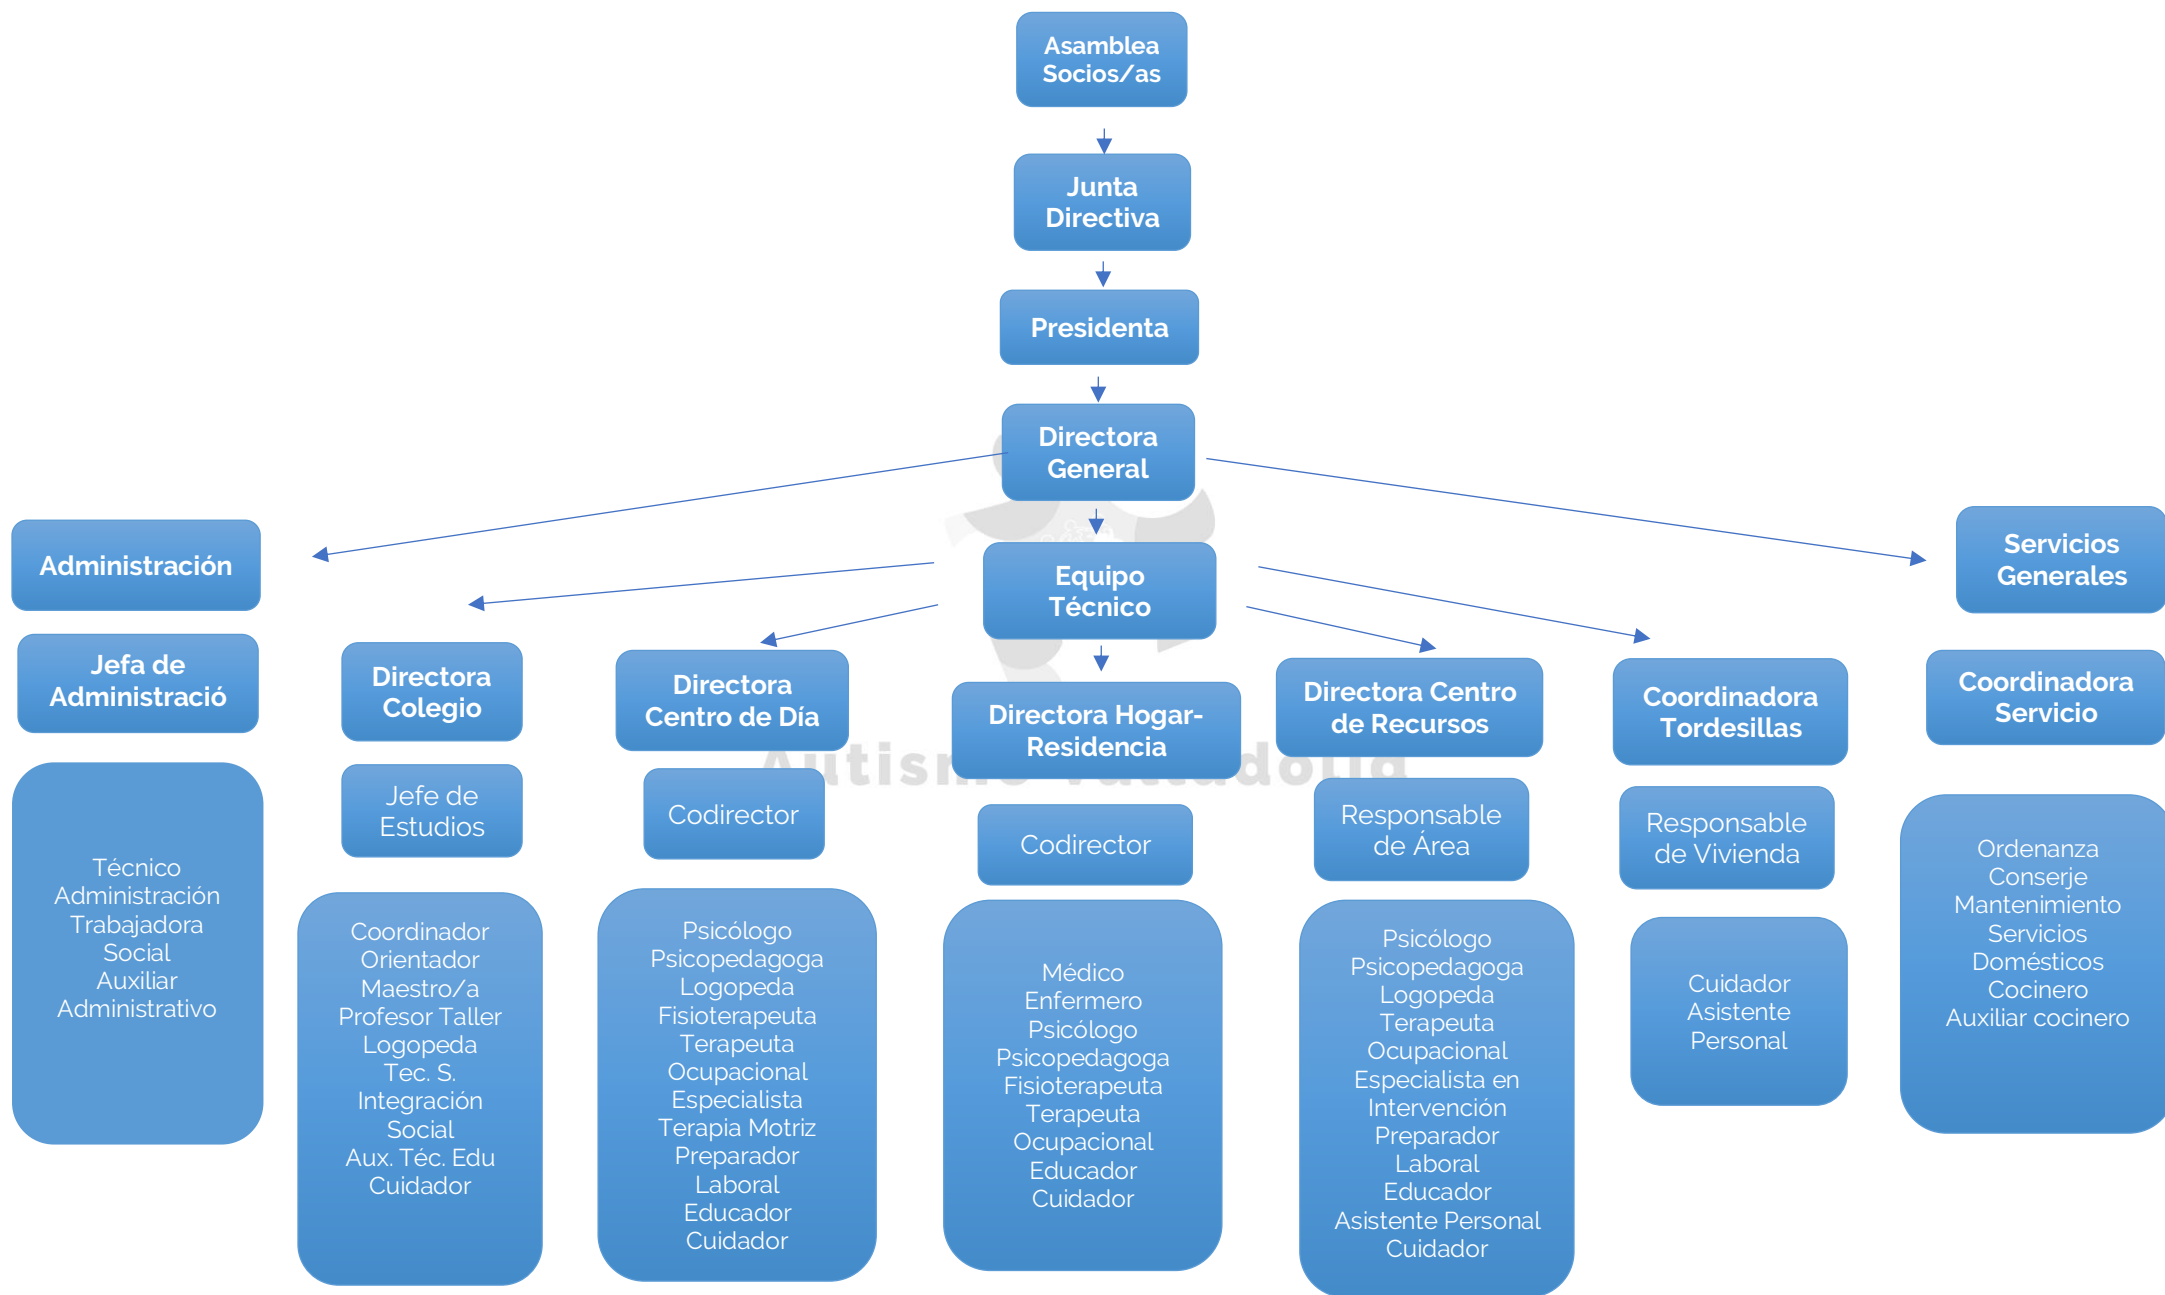 Asamblea
Socios/as
Junta
Directiva
Presidenta
Directora
General
Equipo
Técnico
Administración
Jefa de
Administració
Técnico
Administración
Trabajadora
Social
Auxiliar
Administrativo
Directora
Colegio
Jefe de
Estudios
Coordinador
Orientador
Maestro/a
Profesor Taller
Logopeda
Tec. S.
Integración
Social
Aux. Téc. Edu
Cuidador
Directora
Centro de Día
Codirector
Psicólogo
Psicopedagoga
Logopeda
Fisioterapeuta
Terapeuta
Ocupacional
Especialista
Terapia Motriz
Preparador
Laboral
Educador
Cuidador
Directora Hogar-
Residencia
Codirector
Médico
Enfermero
Psicólogo
Psicopedagoga
Fisioterapeuta
Terapeuta
Ocupacional
Educador
Cuidador
Directora Centro
de Recursos
Responsable
de Área
Psicólogo
Psicopedagoga
Logopeda
Terapeuta
Ocupacional
Especialista en
Intervención
Preparador
Laboral
Educador
Asistente Personal
Cuidador
Coordinadora
Tordesillas
Responsable
de Vivienda
Cuidador
Asistente
Personal
Servicios
Generales
Coordinadora
Servicio
Ordenanza
Conserje
Mantenimiento
Servicios
Domésticos
Cocinero
Auxiliar cocinero
Autismo Valladolid